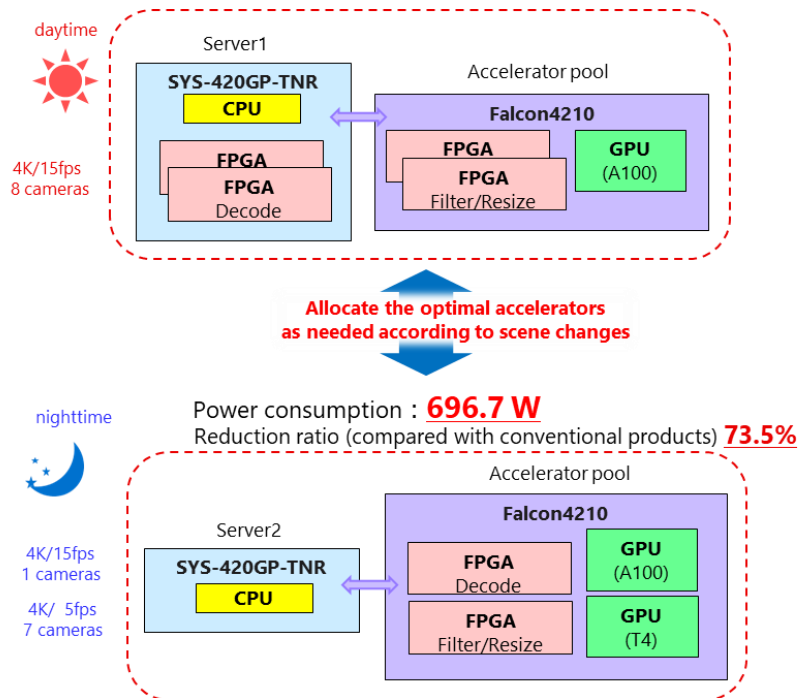 daytime
Server1
SYS-420GP-TNR
CPU
FPGA
FPGA
Decode
Accelerator pool
Falcon4210
FPGA
FPGA
Filter/Resize
GPU
(A100)
4K/15fps
8 cameras
Allocate the optimal accelerators
as needed according to scene changes
nighttime
Power consumption : 696.7 W
Reduction ratio (compared with conventional products) 73.5%
Accelerator pool
Falcon4210
Server2
SYS-420GP-TNR
CPU
FPGA
Decode
GPU
(A100)
FPGA
Filter/Resize
GPU
(T4)
4K/15fps
1 cameras
4K/ 5fps
7 cameras